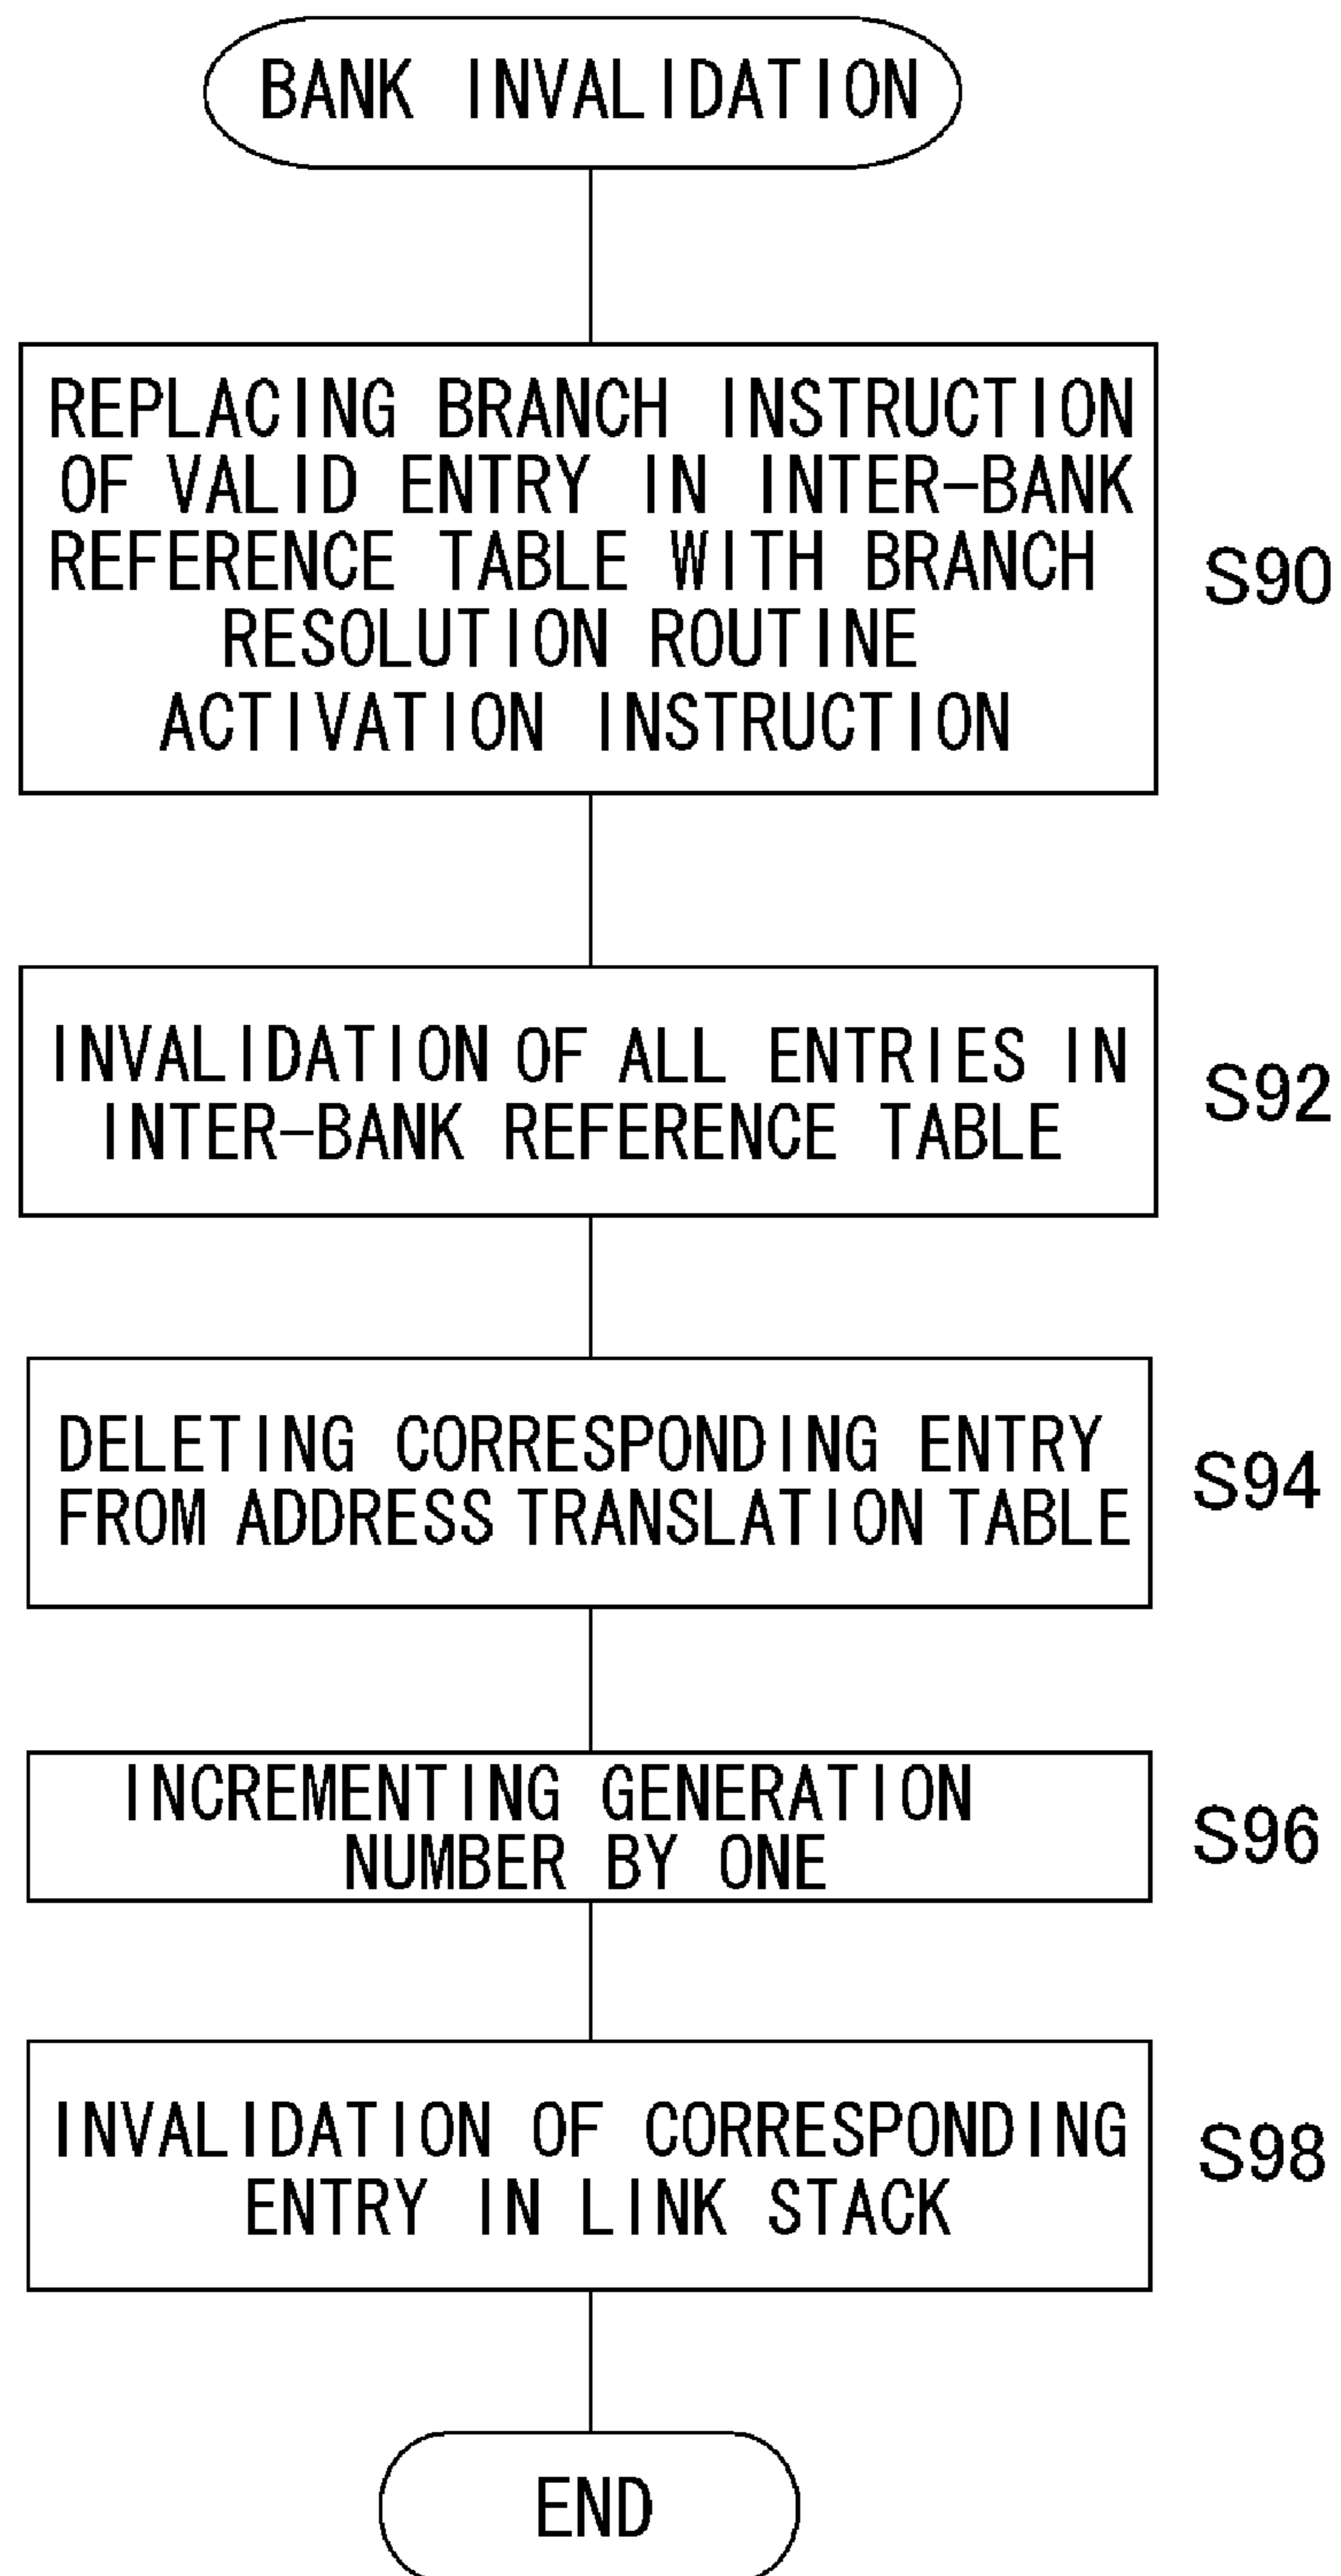 BANK INVALIDATION
REPLACING BRANCH INSTRUCTION
OF VALID ENTRY IN INTER-BANK
REFERENCE TABLE WITH BRANCH
RESOLUTION ROUTINE
ACTIVATION INSTRUCTION
S90
INVALIDATION OF ALL ENTRIES IN
INTER-BANK REFERENCE TABLE
S92
DELETING CORRESPONDING ENTRY
FROM ADDRESS TRANSLATION TABLE
S94
INCREMENTING GENERATION
NUMBER BY ONE
S96
INVALIDATION OF CORRESPONDING
ENTRY IN LINK STACK
S98
END